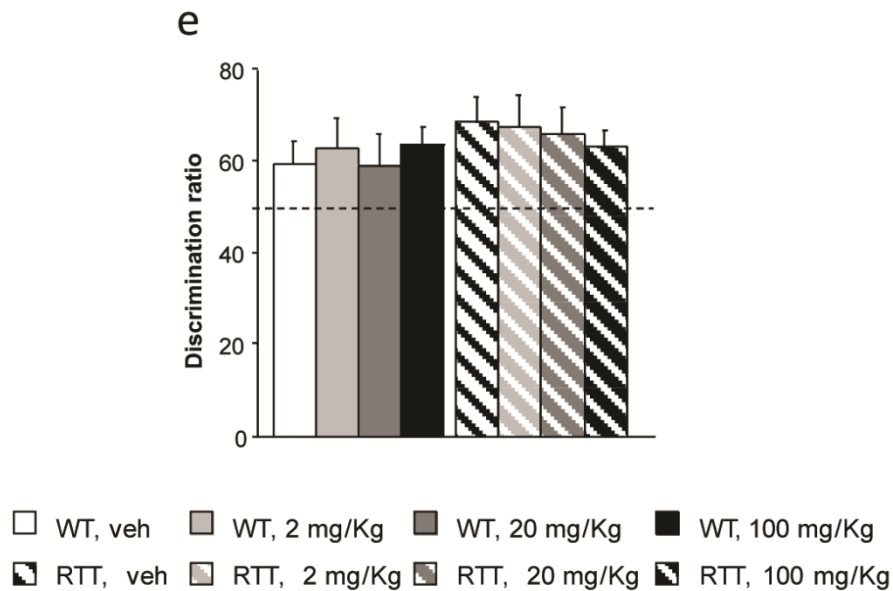 e
80
60
40
20
0
Discrimination ratio
WT, veh WT, 2 mg/Kg WT, 20 mg/Kg WT, 100 mg/Kg
RTT, veh RTT, 2 mg/Kg RTT, 20 mg/Kg RTT, 100 mg/Kg